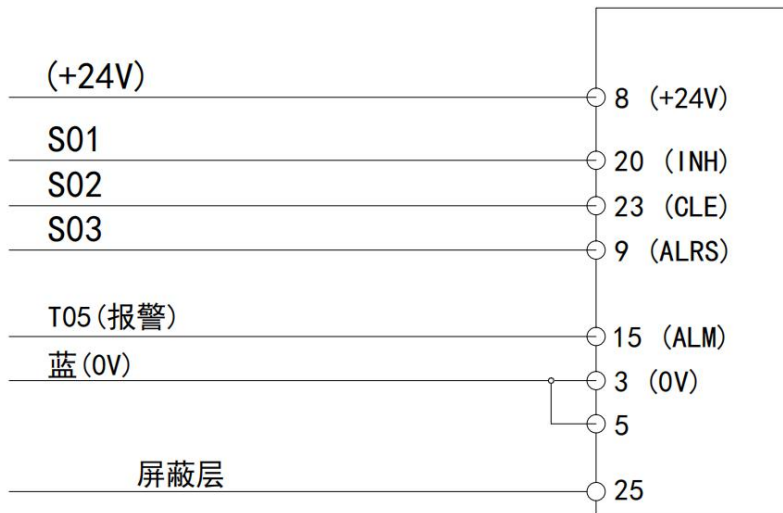 (+24V)
8 (+24V)
S01
20 (INH)
S02
23 (CLE)
S03
9 (ALRS)
T05(报警)
15 (ALM)
蓝(0V)
3 (0V)
5
屏蔽层
25